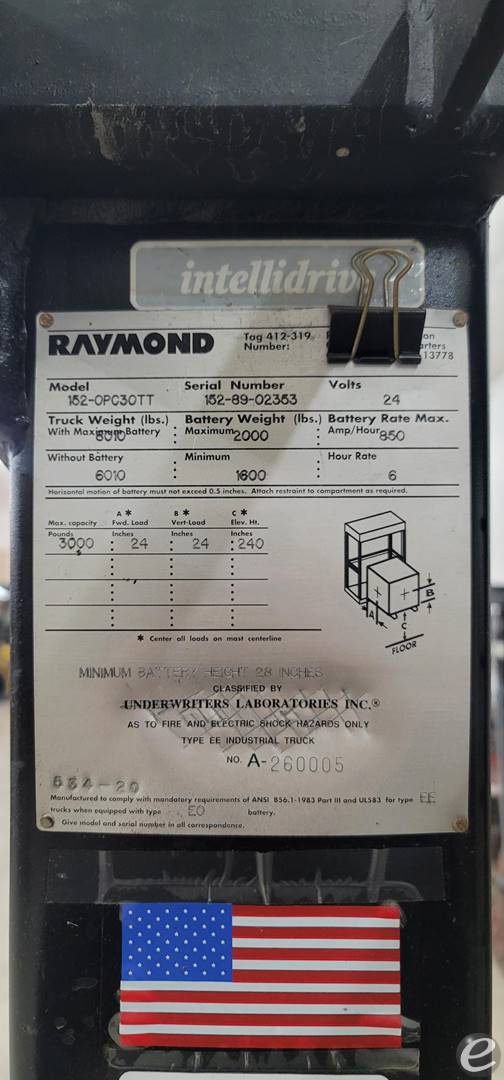 intellidriv
RAYMOND
Tag 412-319
Number:
13778
Model Serial Number Volts
152-OPC30TT 152-89-02353 24
Truck Weight (lbs.) Battery Weight (lbs.) Battery Rate Max.
With Maximum Battery Maximum 2000 Amp/Hour 850
Without Battery Minimum Hour Rate
6010 1600 6
Horizontal motion of battery must not exceed 0.5 inches. Attach restraint to compartment as required.
A * B * C *
Max. capacity Fwd. Load Vert-Load Elev. Ht.
Pounds Inches Inches Inches
3000 24 24 240
A B C
FLOOR
* Center all loads on mast centerline
MINIMUM BATTERY HEIGHT 28 INCHES
CLASSIFIED BY
UNDERWRITERS LABORATORIES INC.®
AS TO FIRE AND ELECTRIC SHOCK HAZARDS ONLY
TYPE EE INDUSTRIAL TRUCK
NO. A-260005
534-20
Manufactured to comply with mandatory requirements of ANSI B56.1-1983 Part III and UL583 for type EE
trucks when equipped with type EO battery.
Give model and serial number in all correspondence.
e